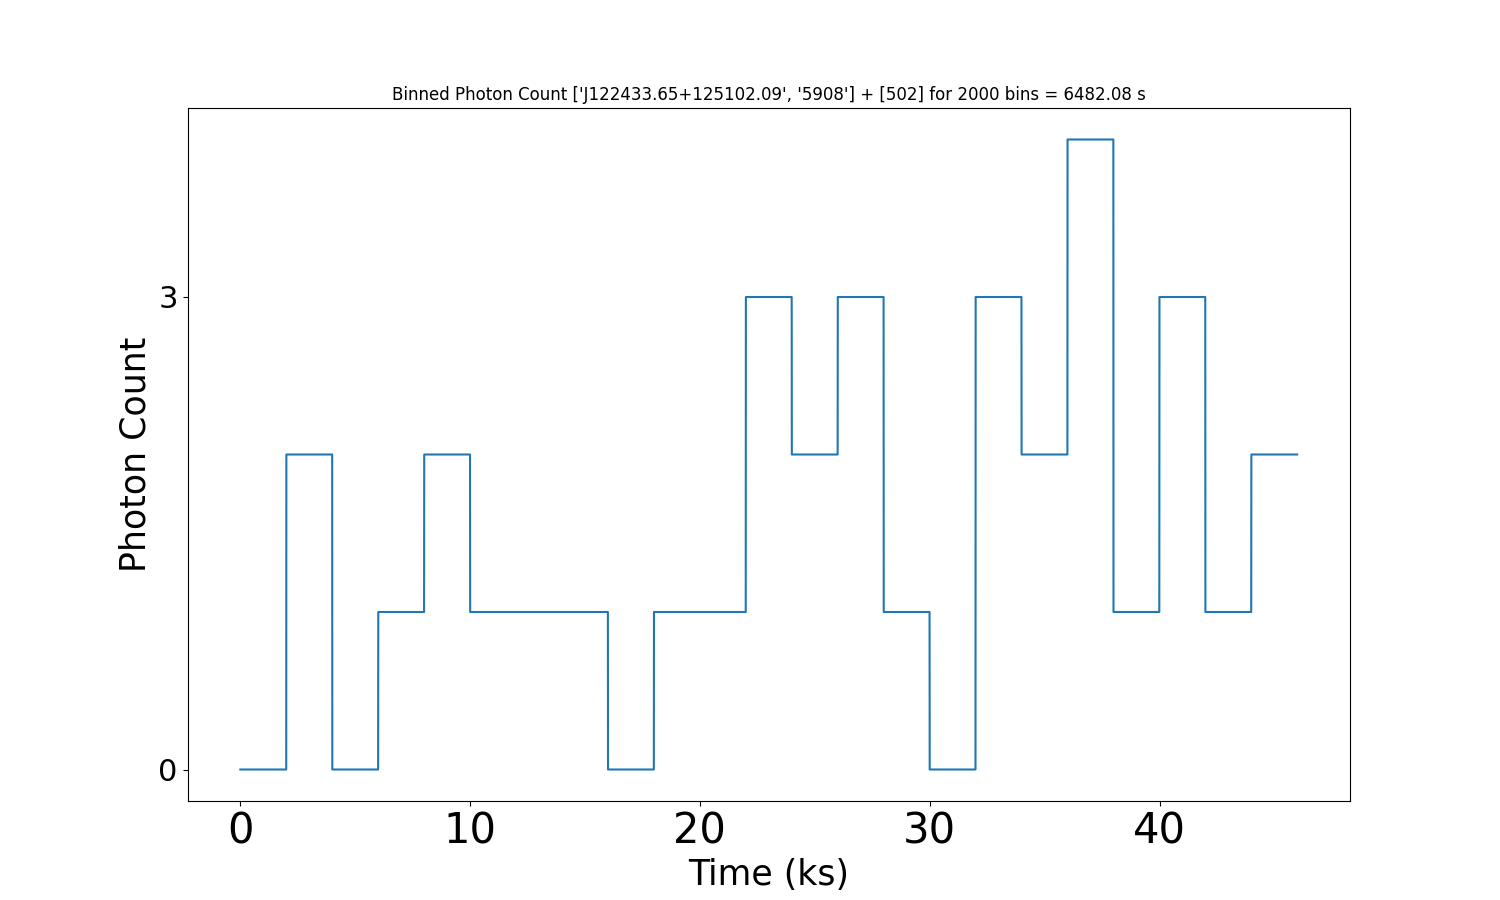 Binned Photon Count ['J122433.65+125102.09', '5908'] + [502] for 2000 bins = 6482.08 s
Photon Count
3
0
0 10 20 30 40
Time (ks)